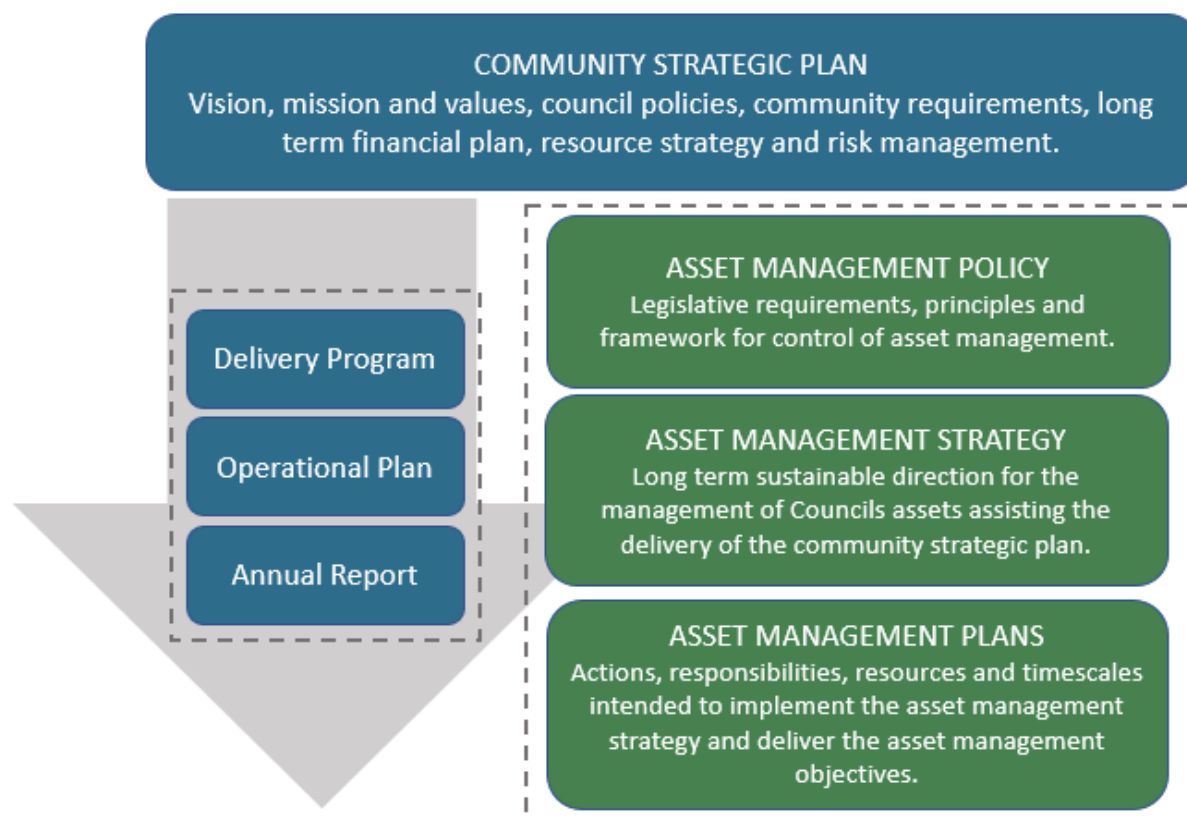 COMMUNITY STRATEGIC PLAN
Vision, mission and values, council policies, community requirements, long
term financial plan, resource strategy and risk management.
Delivery Program
Operational Plan
Annual Report
ASSET MANAGEMENT POLICY
Legislative requirements, principles and
framework for control of asset management.
ASSET MANAGEMENT STRATEGY
Long term sustainable direction for the
management of Councils assets assisting the
delivery of the community strategic plan.
ASSET MANAGEMENT PLANS
Actions, responsibilities, resources and timescales
intended to implement the asset management
strategy and deliver the asset management
objectives.